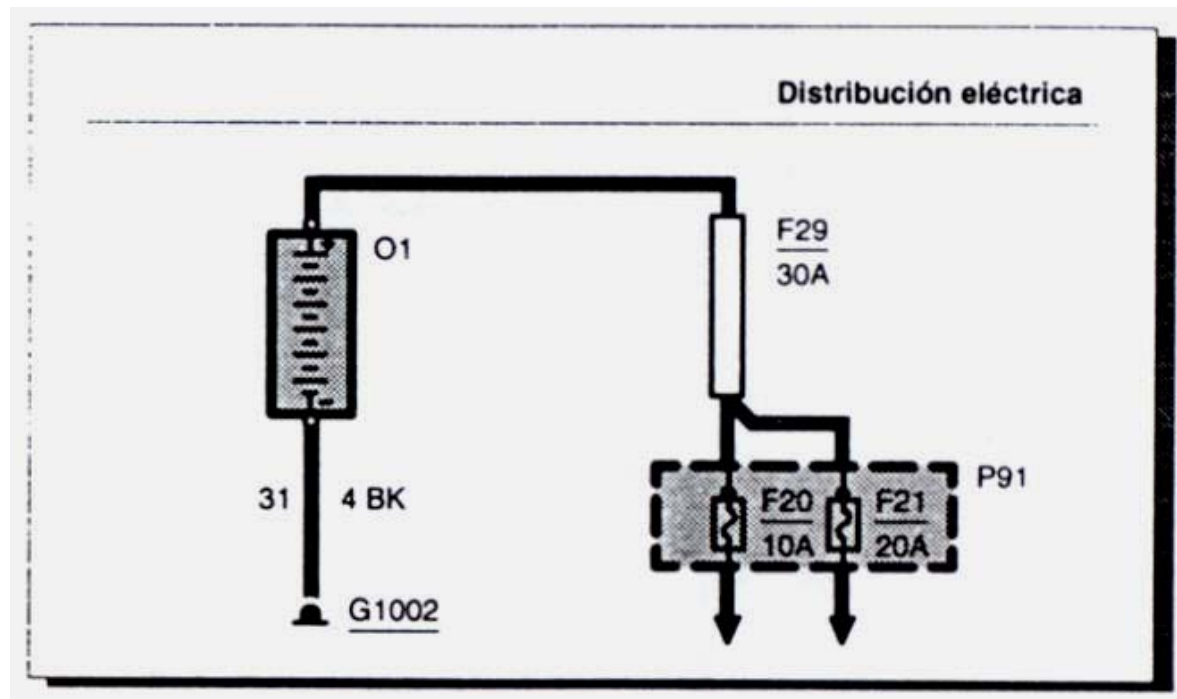 Distribución eléctrica
O1
F29
30A
31 4 BK
G1002
P91
F20 F21
10A 20A